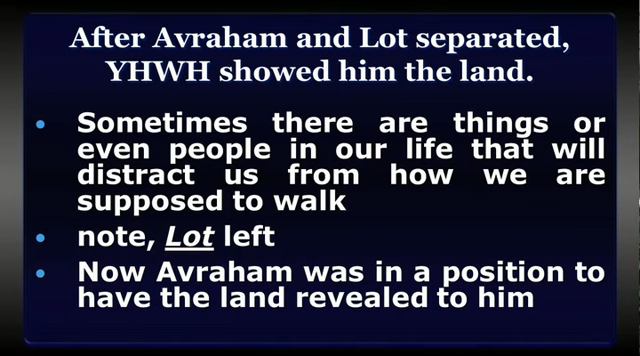 After Avraham and Lot separated,
YHWH showed him the land.
• Sometimes there are things or
even people in our life that will
distract us from how we are
supposed to walk
• note, Lot left
• Now Avraham was in a position to
have the land revealed to him